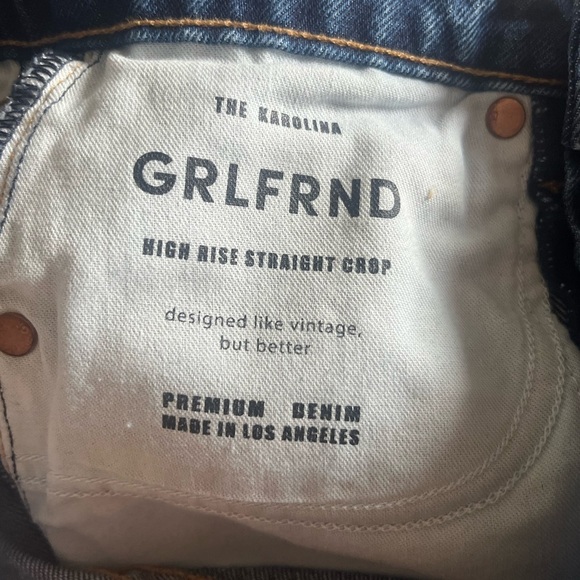 THE KAROLINA
GRLFRND
HIGH RISE STRAIGHT CROP
designed like vintage,
but better
PREMIUM DENIM
MADE IN LOS ANGELES